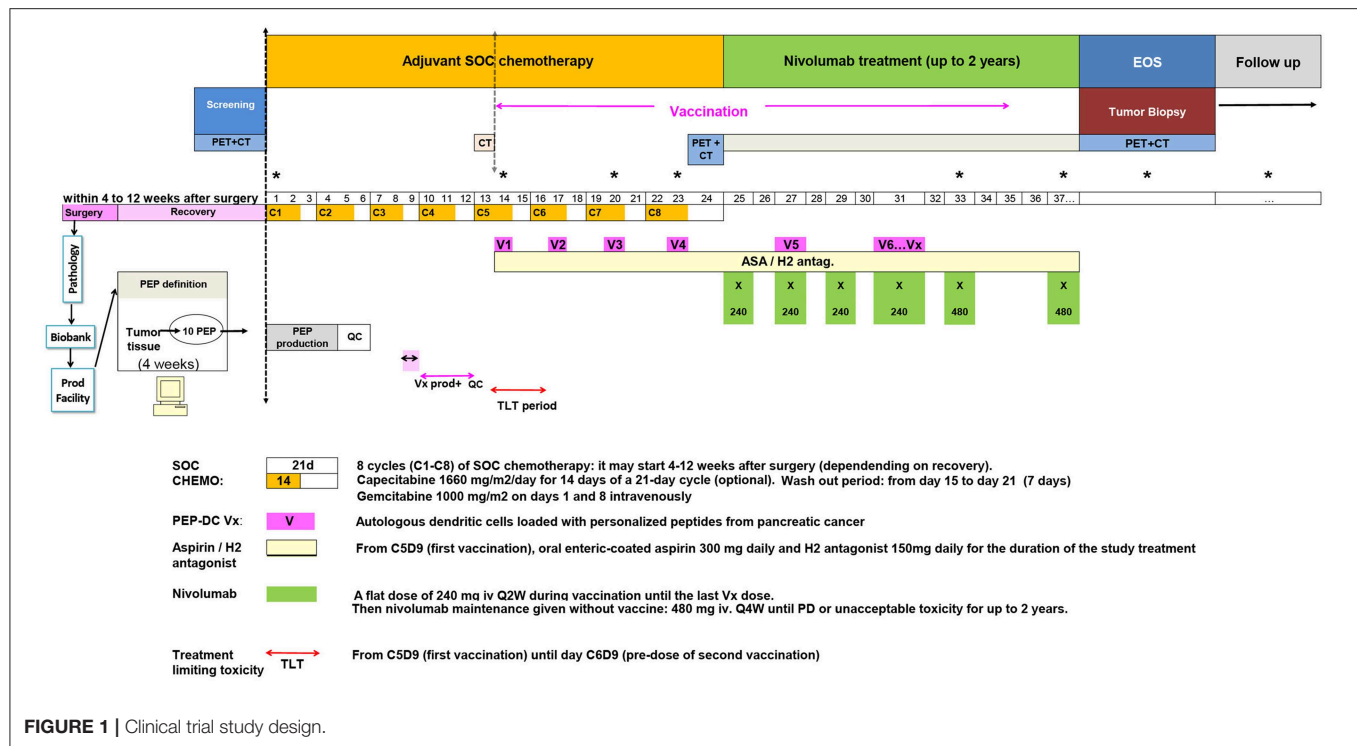 Adjuvant SOC chemotherapy
Nivolumab treatment (up to 2 years)
EOS
Follow up
Screening
Vaccination
Tumor Biopsy
PET+CT
CT
PET +
CT
PET+CT
* * * * * * * *
within 4 to 12 weeks after surgery
1 2 3 4 5 6 7 8 9 10 11 12 13 14 15 16 17 18 19 20 21 22 23 24 25 26 27 28 29 30 31 32 33 34 35 36 37... ...
Surgery Recovery C1 C2 C3 C4 C5 C6 C7 C8
V1 V2 V3 V4 V5 V6...Vx
ASA / H2 antag.
X X X X X X
240 240 240 240 480 480
Pathology
Biobank
Prod
Facility
PEP definition
Tumor
tissue
10 PEP
(4 weeks)
PEP
production
QC
Vx prod+ QC
TLT period
SOC
CHEMO:
21d
14
8 cycles (C1-C8) of SOC chemotherapy: it may start 4-12 weeks after surgery (dependending on recovery).
Capecitabine 1660 mg/m2/day for 14 days of a 21-day cycle (optional). Wash out period: from day 15 to day 21 (7 days)
Gemcitabine 1000 mg/m2 on days 1 and 8 intravenously
PEP-DC Vx: V Autologous dendritic cells loaded with personalized peptides from pancreatic cancer
Aspirin / H2
antagonist
From C5D9 (first vaccination), oral enteric-coated aspirin 300 mg daily and H2 antagonist 150mg daily for the duration of the study treatment
Nivolumab
A flat dose of 240 mg iv Q2W during vaccination until the last Vx dose.
Then nivolumab maintenance given without vaccine: 480 mg iv. Q4W until PD or unacceptable toxicity for up to 2 years.
Treatment
limiting toxicity
TLT
From C5D9 (first vaccination) until day C6D9 (pre-dose of second vaccination)
FIGURE 1 | Clinical trial study design.